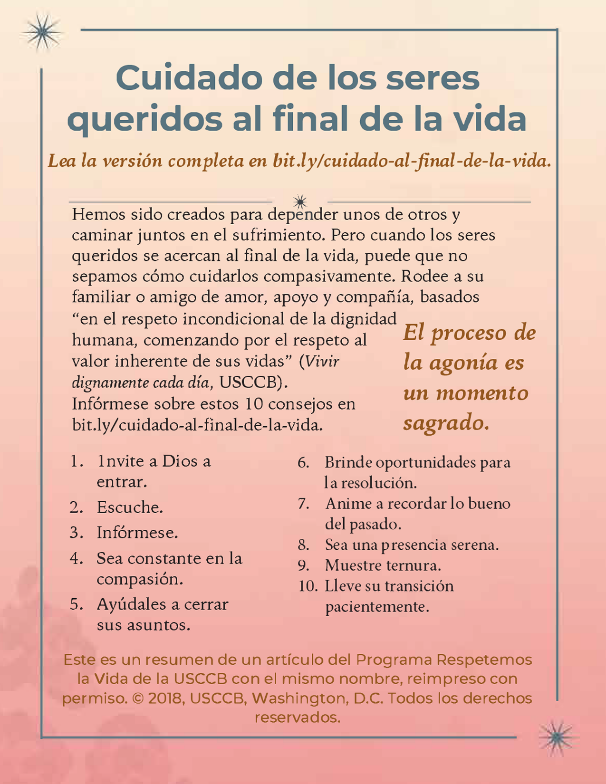 Cuidado de los seres
queridos al final de la vida
Lea la versión completa en bit.ly/cuidado-al-final-de-la-vida.
Hemos sido creados para depender unos de otros y
caminar juntos en el sufrimiento. Pero cuando los seres
queridos se acercan al final de la vida, puede que no
sepamos cómo cuidarlos compasivamente. Rodee a su
familiar o amigo de amor, apoyo y compañía, basados
“en el respeto incondicional de la dignidad
humana, comenzando por el respeto al
valor inherente de sus vidas” (Vivir
dignamente cada día, USCCB).
Infórmese sobre estos 10 consejos en
bit.ly/cuidado-al-final-de-la-vida.
El proceso de
la agonía es
un momento
sagrado.
1. 1nvite a Dios a
entrar.
2. Escuche.
3. Infórmese.
4. Sea constante en la
compasión.
5. Ayúdales a cerrar
sus asuntos.
6. Brinde oportunidades para
la resolución.
7. Anime a recordar lo bueno
del pasado.
8. Sea una presencia serena.
9. Muestre ternura.
10. Lleve su transición
pacientemente.
Este es un resumen de un artículo del Programa Respetemos
la Vida de la USCCB con el mismo nombre, reimpreso con
permiso. © 2018, USCCB, Washington, D.C. Todos los derechos
reservados.